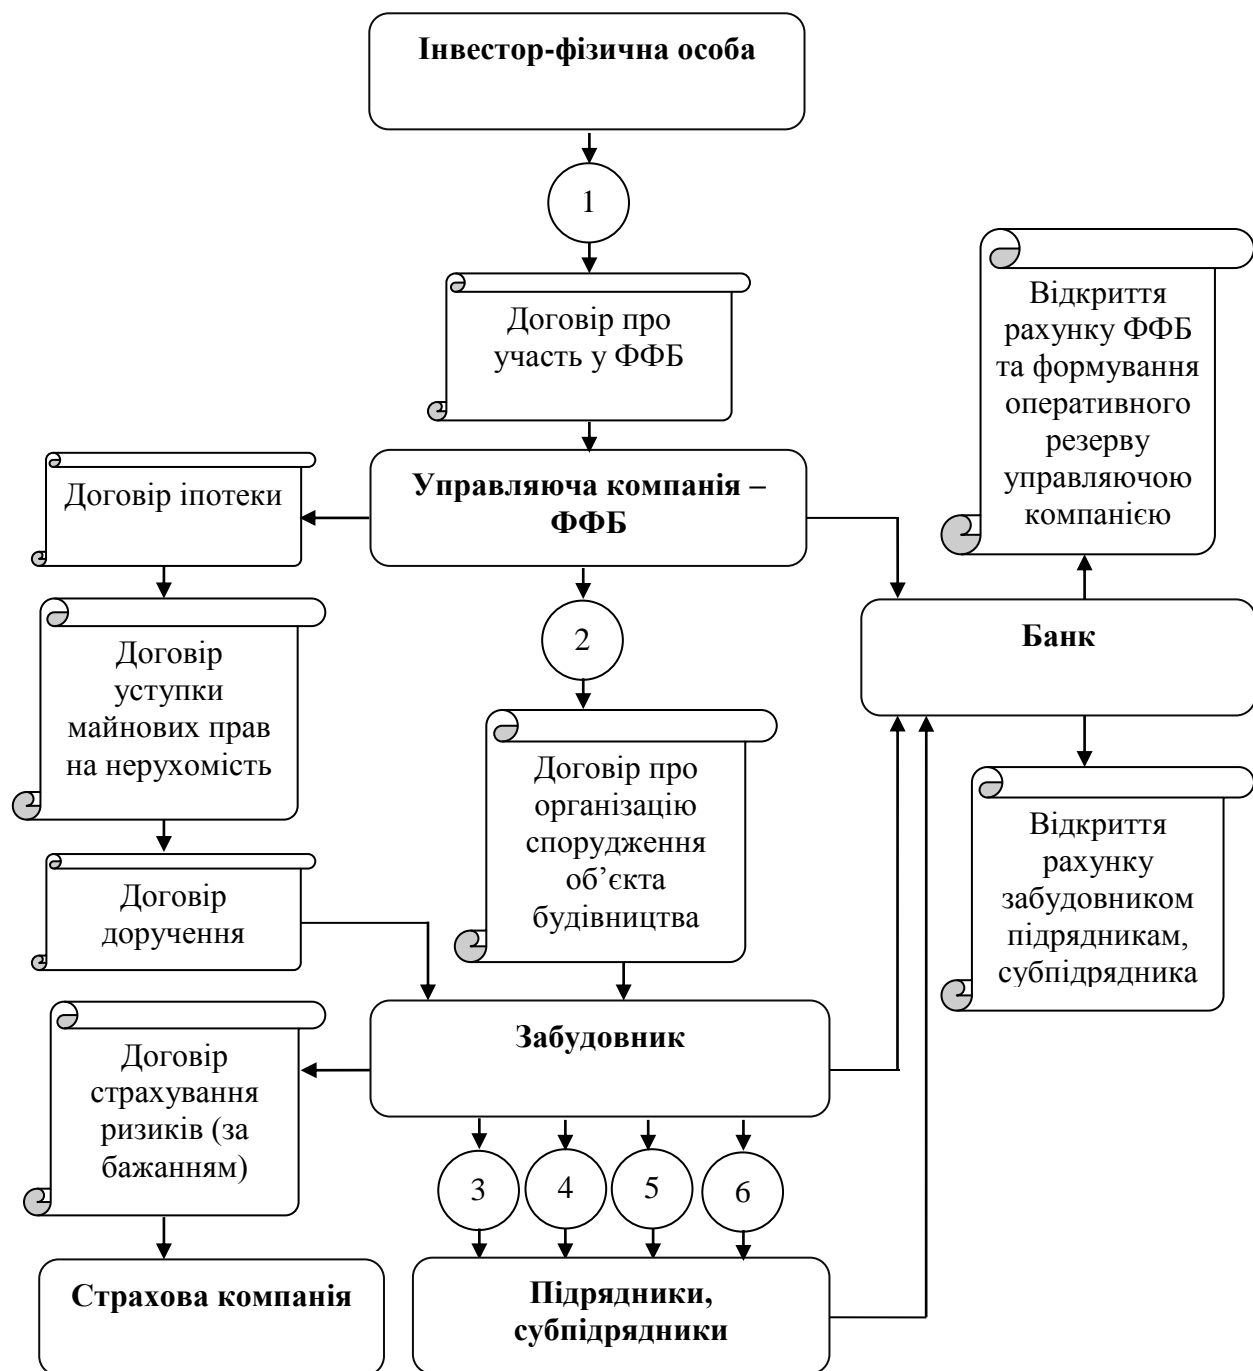 Інвестор-фізична особа
1
Договір про
участь у ФФБ
Відкриття
рахунку ФФБ
та формування
оперативного
резерву
управляючою
компанією
Договір іпотеки
Управляюча компанія –
ФФБ
2
Банк
Договір
уступки
майнових прав
на нерухомість
Договір про
організацію
спорудження
об’єкта
будівництва
Відкриття
рахунку
забудовником
підрядникам,
субпідрядника
Договір
доручення
Забудовник
Договір
страхування
ризиків (за
бажанням)
3
4
5
6
Страхова компанія
Підрядники,
субпідрядники